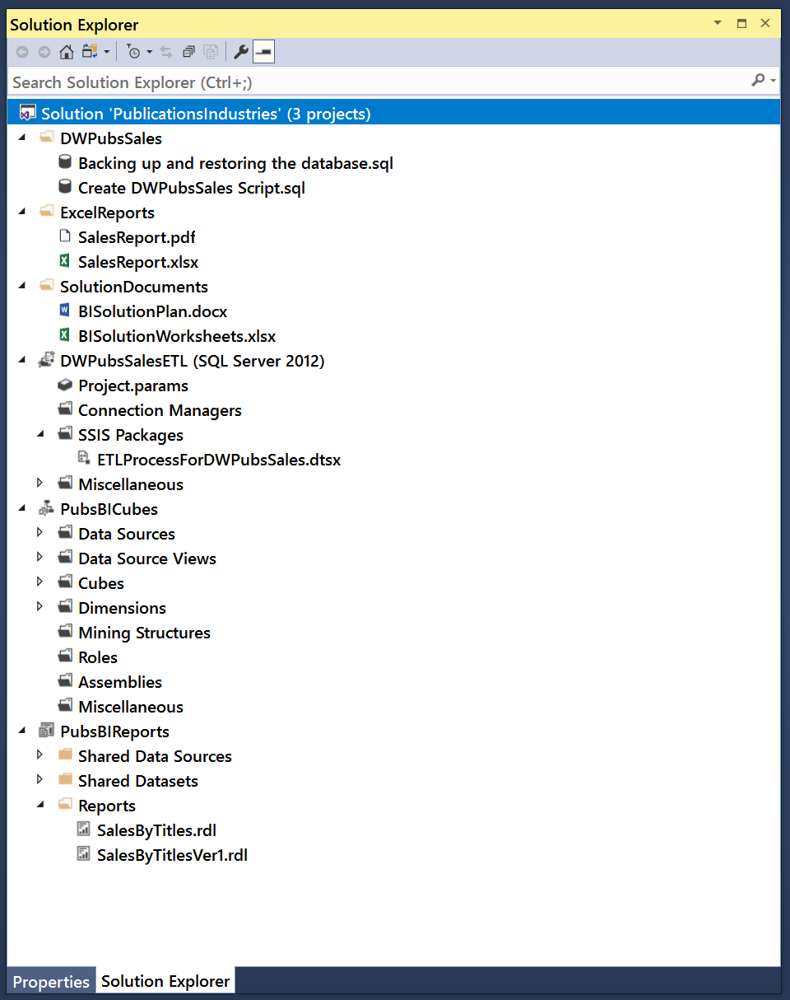 Solution Explorer
Search Solution Explorer (Ctrl+;)
Solution 'PublicationsIndustries' (3 projects)
DWPubsSales
Backing up and restoring the database.sql
Create DWPubsSales Script.sql
ExcelReports
SalesReport.pdf
SalesReport.xlsx
SolutionDocuments
BISolutionPlan.docx
BISolutionWorksheets.xlsx
DWPubsSalesETL (SQL Server 2012)
Project.params
Connection Managers
SSIS Packages
ETLProcessForDWPubsSales.dtsx
Miscellaneous
PubsBICubes
Data Sources
Data Source Views
Cubes
Dimensions
Mining Structures
Roles
Assemblies
Miscellaneous
PubsBIReports
Shared Data Sources
Shared Datasets
Reports
SalesByTitles.rdl
SalesByTitlesVer1.rdl
Properties Solution Explorer